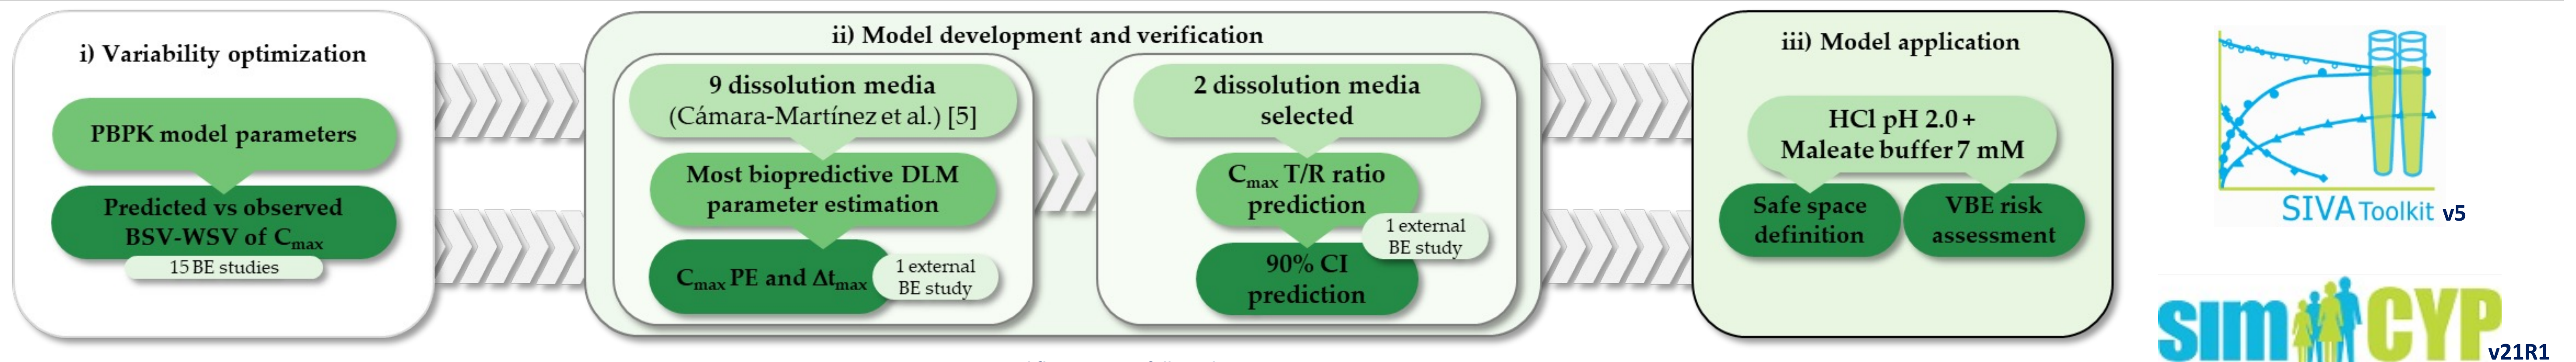 i) Variability optimization
PBPK model parameters
Predicted vs observed
BSV-WSV of Cmax
15 BE studies
ii) Model development and verification
9 dissolution media
(Cámara-Martínez et al.) [5]
Most biopredictive DLM
parameter estimation
Cmax PE and Δtmax
1 external
BE study
2 dissolution media
selected
Cmax T/R ratio
prediction
1 external
BE study
90% CI
prediction
iii) Model application
HCl pH 2.0 +
Maleate buffer 7 mM
Safe space
definition
VBE risk
assessment
SIVA Toolkit v5
simCYP
v21R1